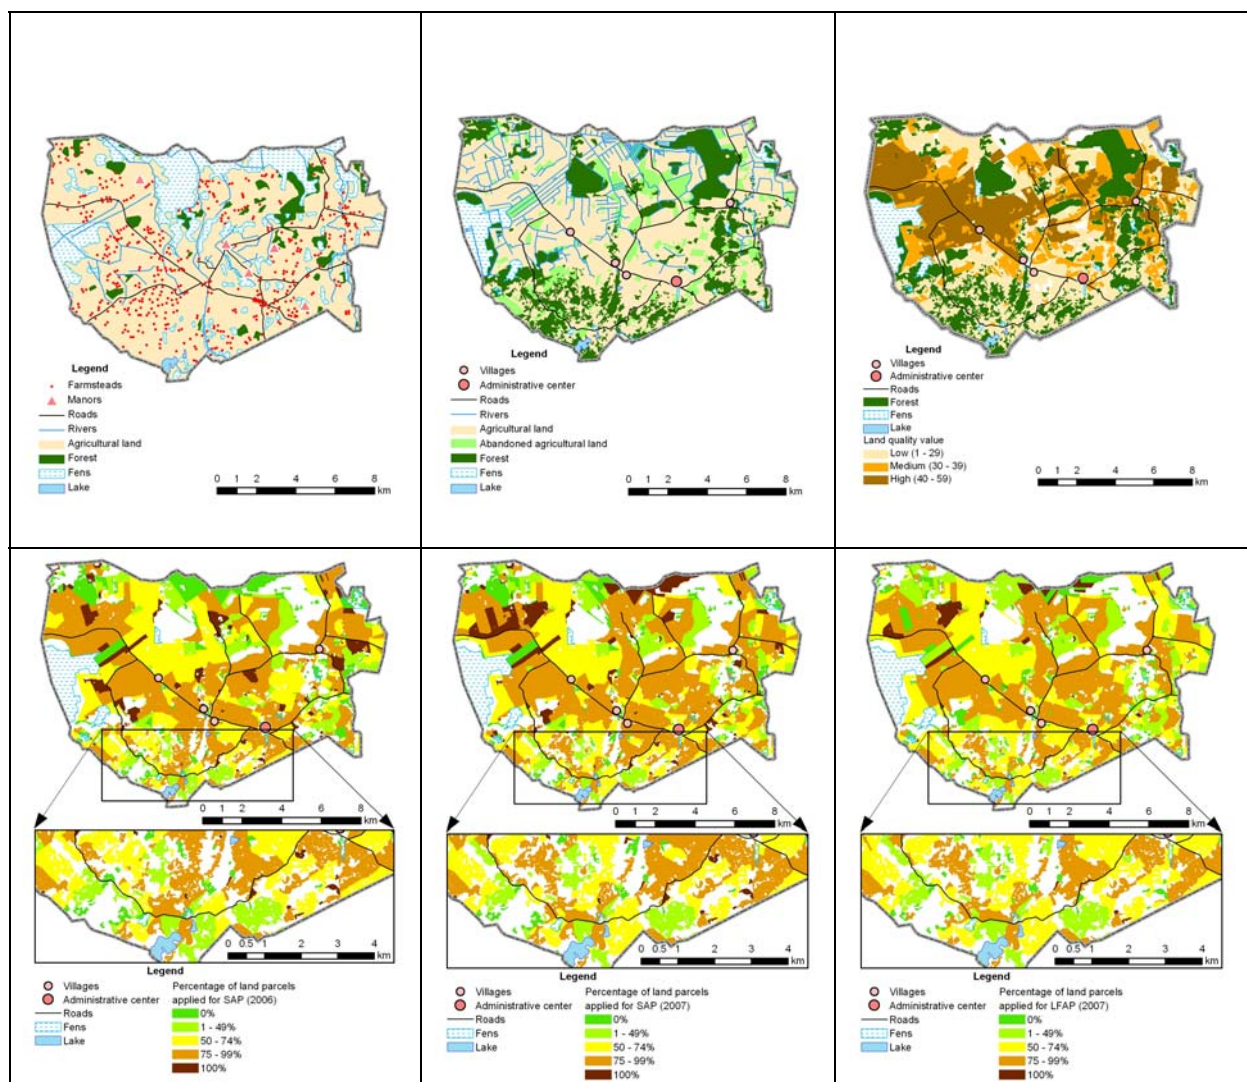 Legend
Farmsteads
Manors
Roads
Rivers
Agricultural land
Forest
Fens
Lake
0 1 2 4 6 8
km
Legend
Villages
Administrative center
Roads
Rivers
Agricultural land
Abandoned agricultural land
Forest
Fens
Lake
0 1 2 4 6 8
km
Legend
Villages
Administrative center
Roads
Forest
Fens
Lake
Land quality value
Low (1 - 29)
Medium (30 - 39)
High (40 - 59)
0 1 2 4 6 8
km
0 1 2 4 6 8
km
0 0.5 1 2 3 4
km
Legend
Villages
Administrative center
Roads
Fens
Lake
Percentage of land parcels
applied for SAP (2006)
0%
1 - 49%
50 - 74%
75 - 99%
100%
0 1 2 4 6 8
km
0 0.5 1 2 3 4
km
Legend
Villages
Administrative center
Roads
Fens
Lake
Percentage of land parcels
applied for SAP (2007)
0%
1 - 49%
50 - 74%
75 - 99%
100%
0 1 2 4 6 8
km
0 0.5 1 2 3 4
km
Legend
Villages
Administrative center
Roads
Fens
Lake
Percentage of land parcels
applied for LFAP (2007)
0%
1 - 49%
50 - 74%
75 - 99%
100%